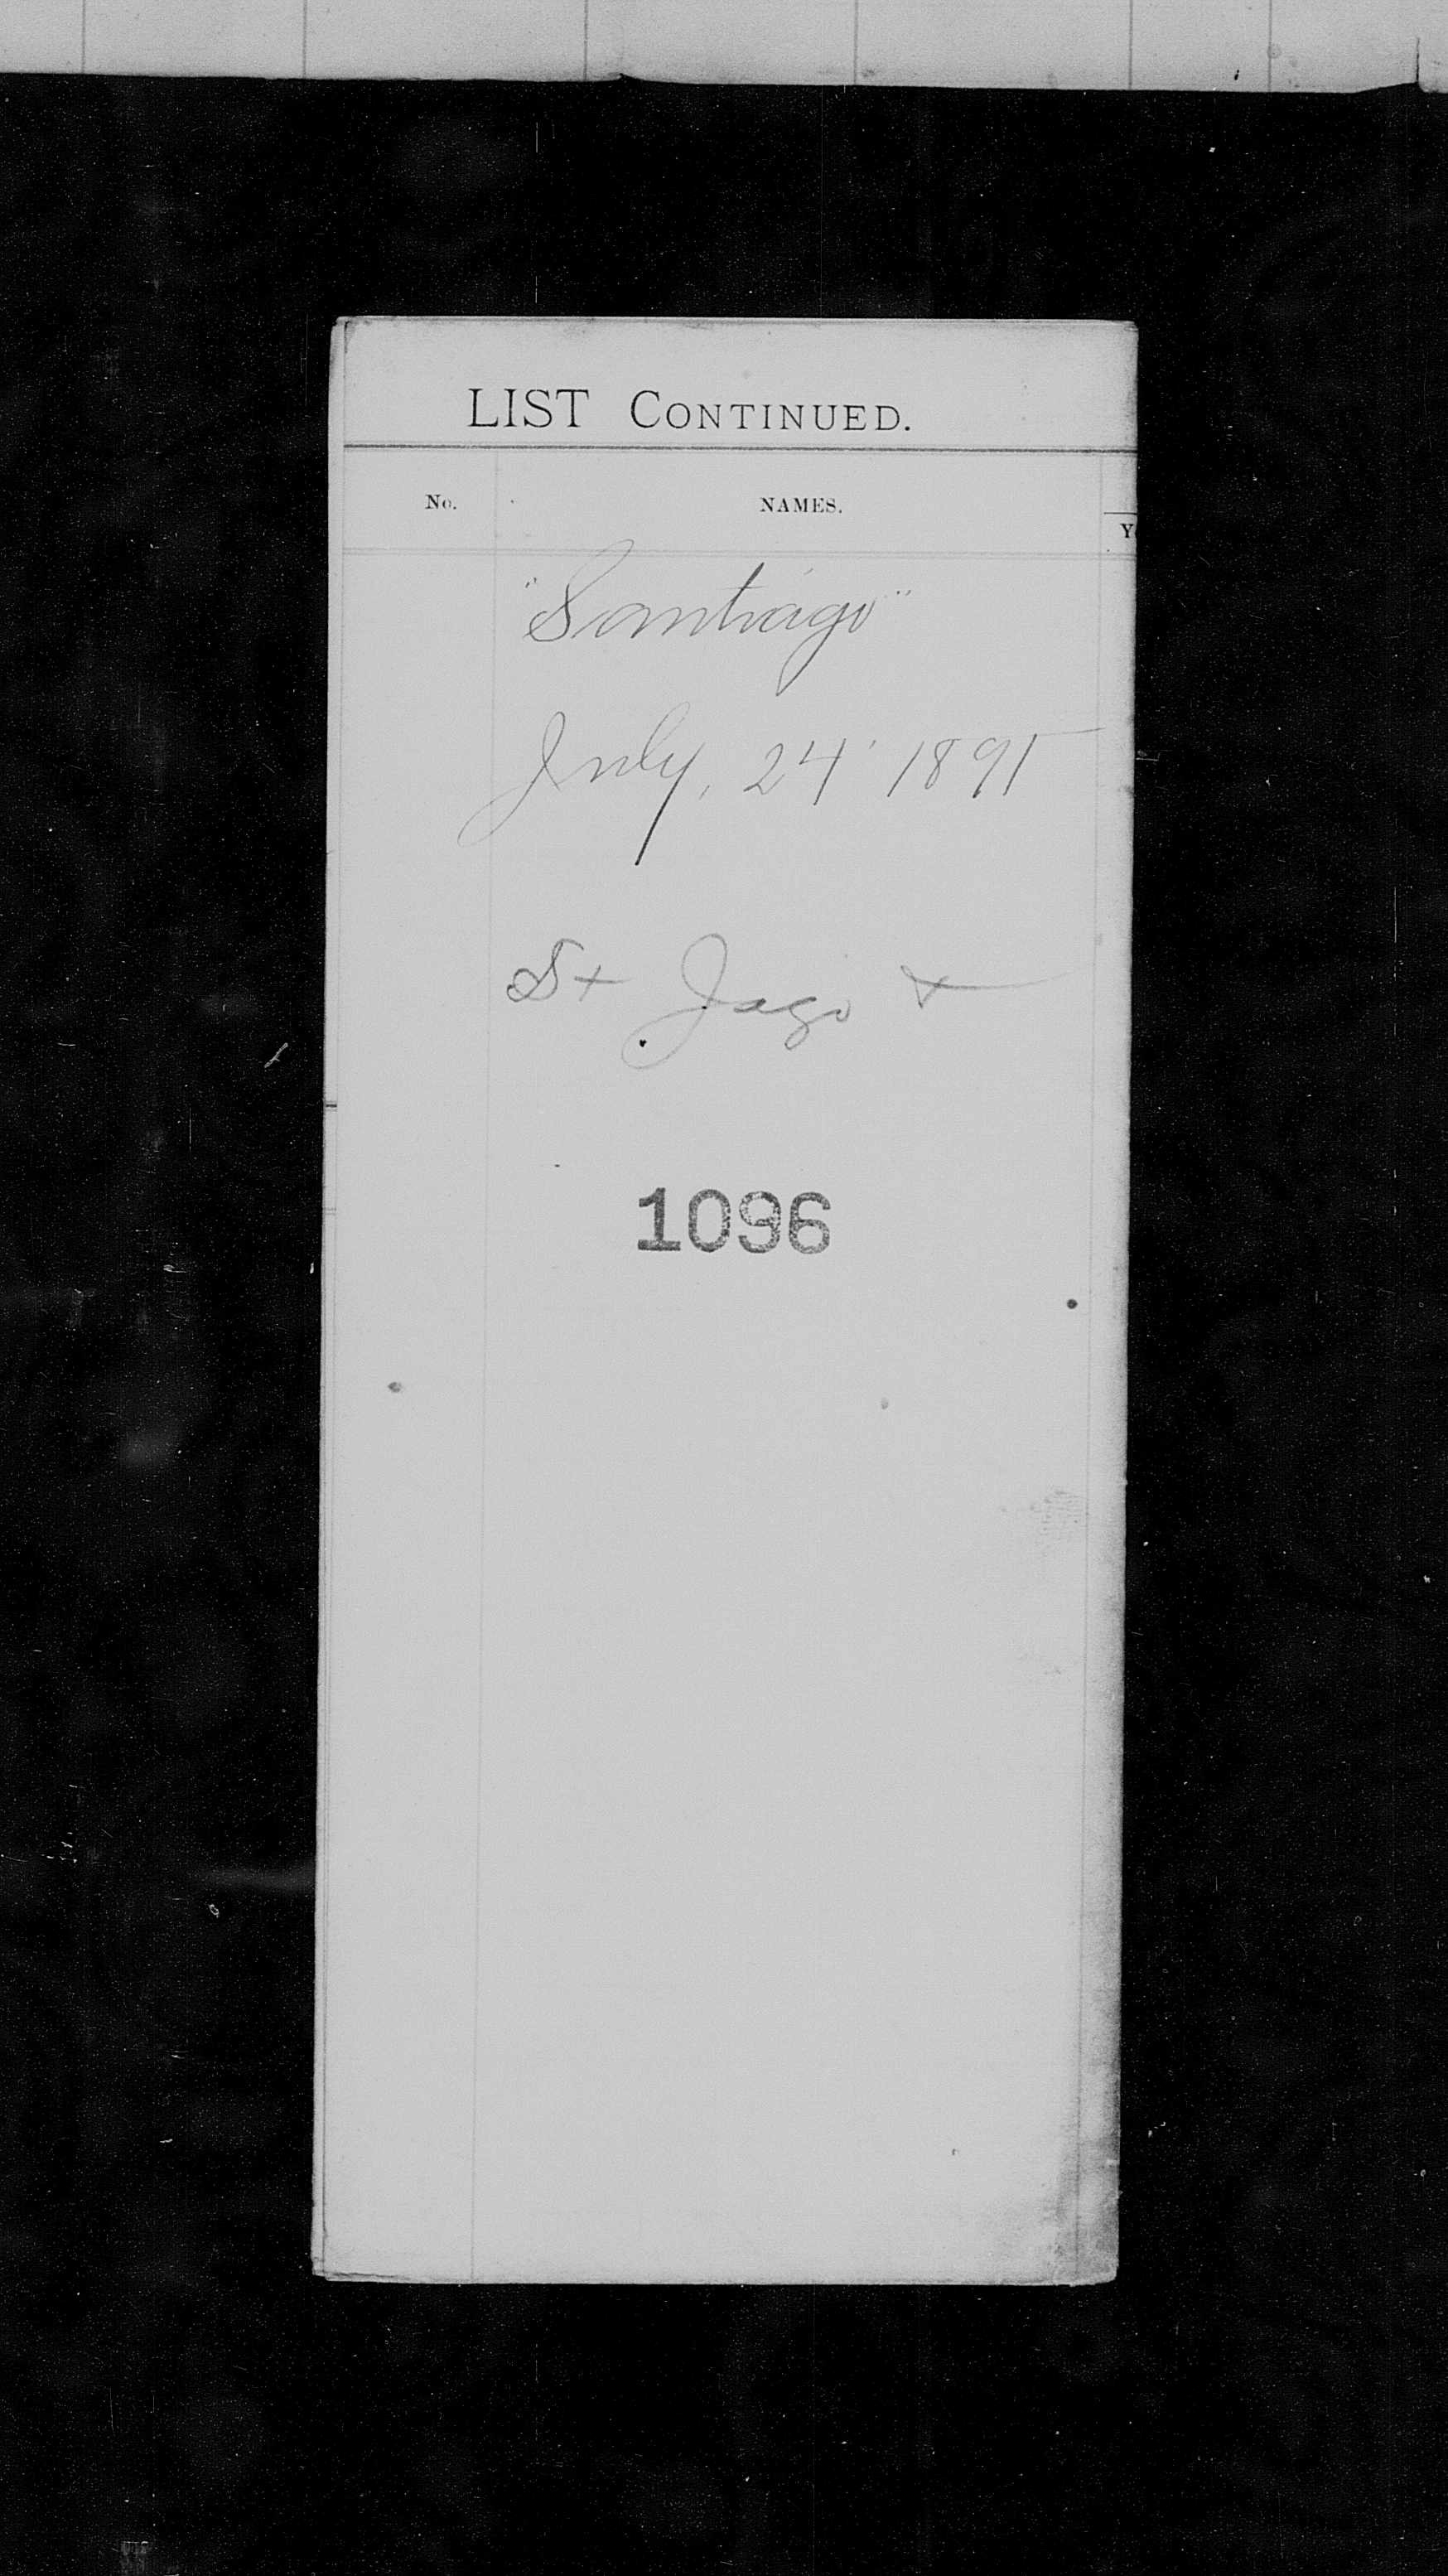 LIST CONTINUED.
No. NAMES.
"Santiago"
July, 24' 1891
St Jago &
1096